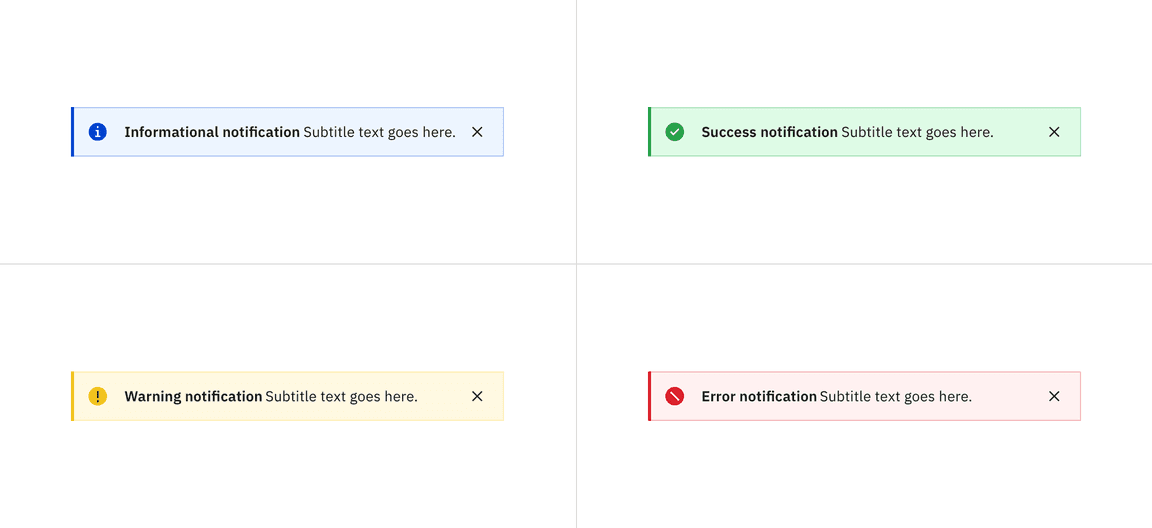 Informational notification Subtitle text goes here.
Success notification Subtitle text goes here.
Warning notification Subtitle text goes here.
Error notification Subtitle text goes here.